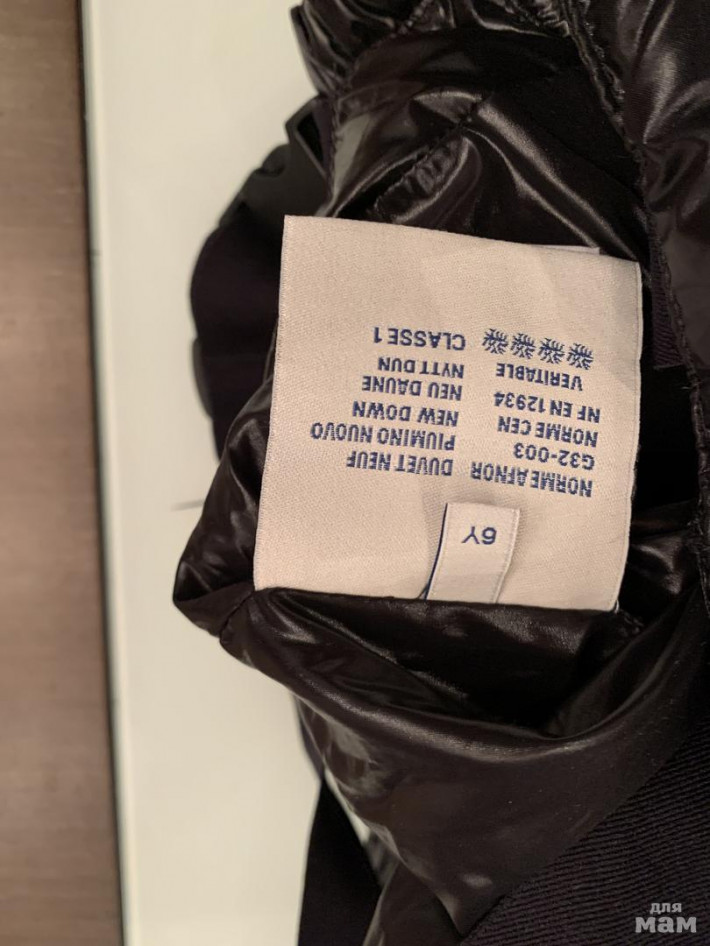 6Y
NORME AFNOR
G32-003
NORME CEN
NF EN 12934
VERITABLE
DUVET NEUF
PIUMINO NUOVO
NEW DOWN
NEU DAUNE
NYTT DUN
CLASSE 1
для
мам